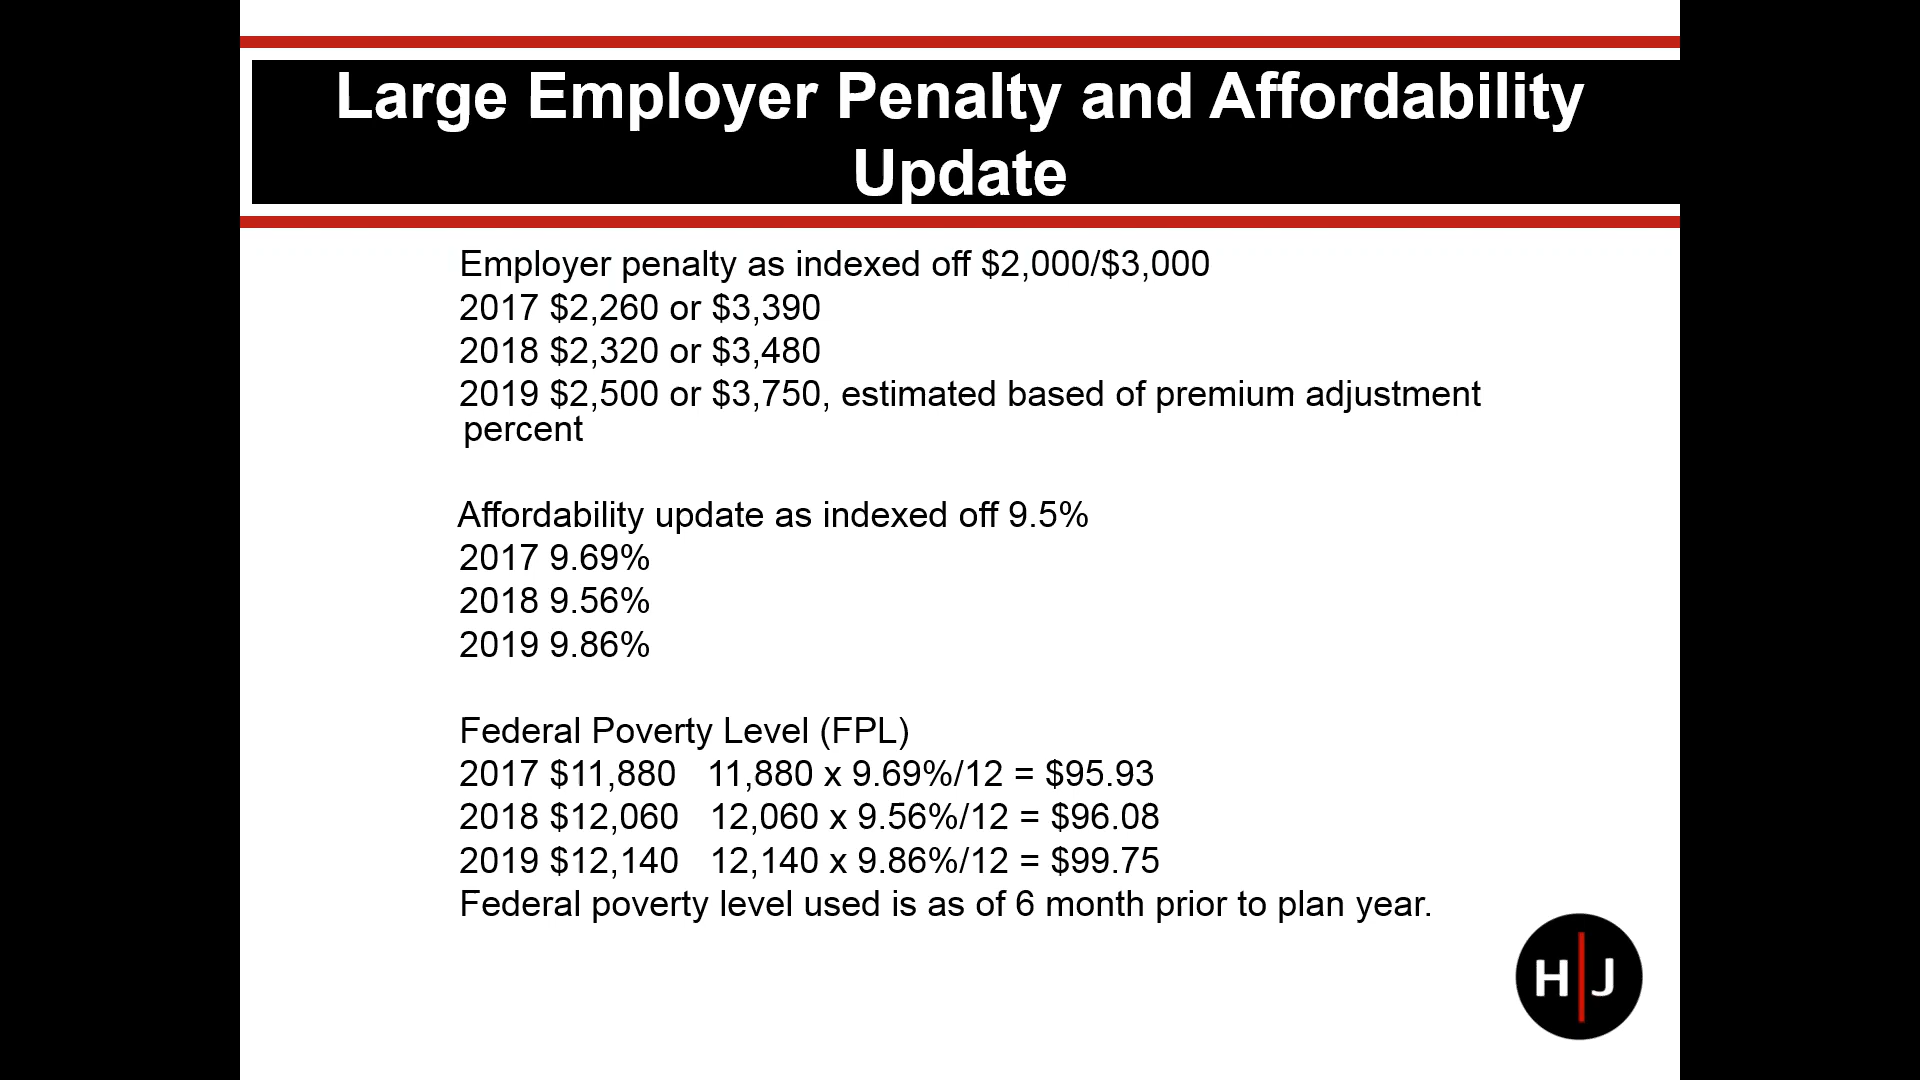 Large Employer Penalty and Affordability
Update
Employer penalty as indexed off $2,000/$3,000
2017 $2,260 or $3,390
2018 $2,320 or $3,480
2019 $2,500 or $3,750, estimated based of premium adjustment
percent
Affordability update as indexed off 9.5%
2017 9.69%
2018 9.56%
2019 9.86%
Federal Poverty Level (FPL)
2017 $11,880 11,880 x 9.69%/12 = $95.93
2018 $12,060 12,060 x 9.56%/12 = $96.08
2019 $12,140 12,140 x 9.86%/12 = $99.75
Federal poverty level used is as of 6 month prior to plan year.
H|J